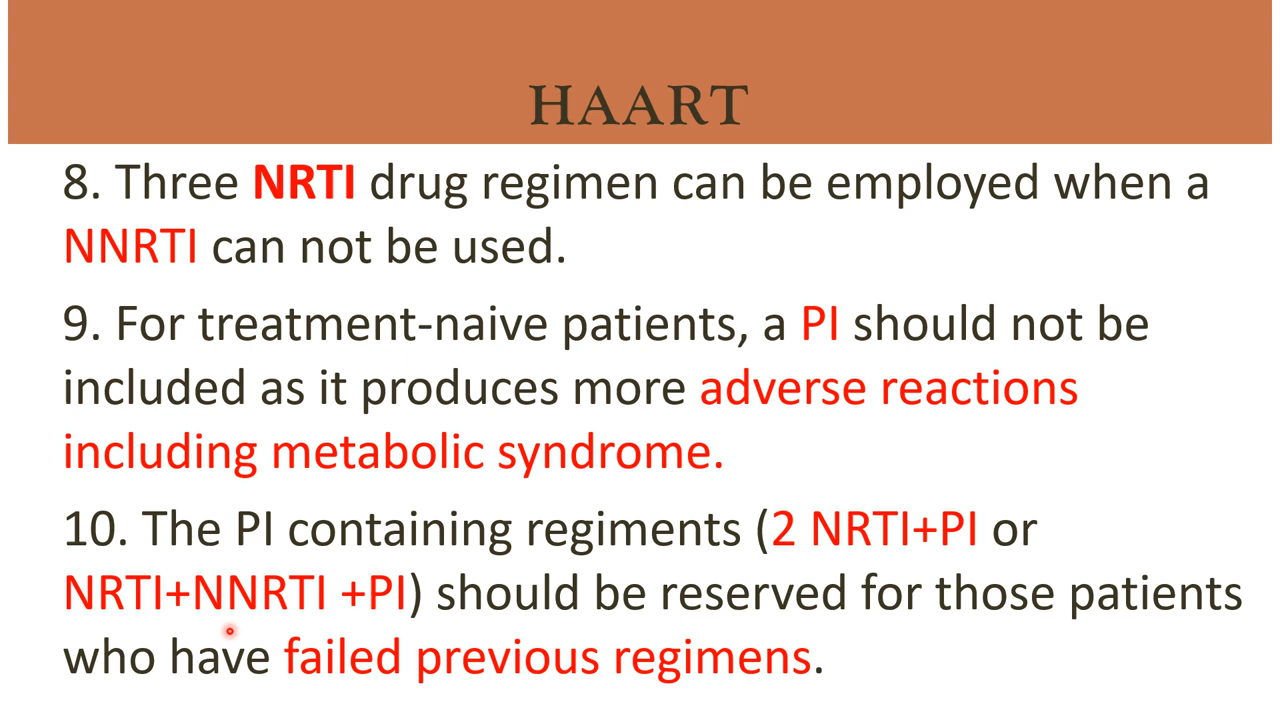 HAART
8. Three NRTI drug regimen can be employed when a
NNRTI can not be used.
9. For treatment-naive patients, a PI should not be
included as it produces more adverse reactions
including metabolic syndrome.
10. The PI containing regiments (2 NRTI+PI or
NRTI+NNRTI +PI) should be reserved for those patients
who have failed previous regimens.